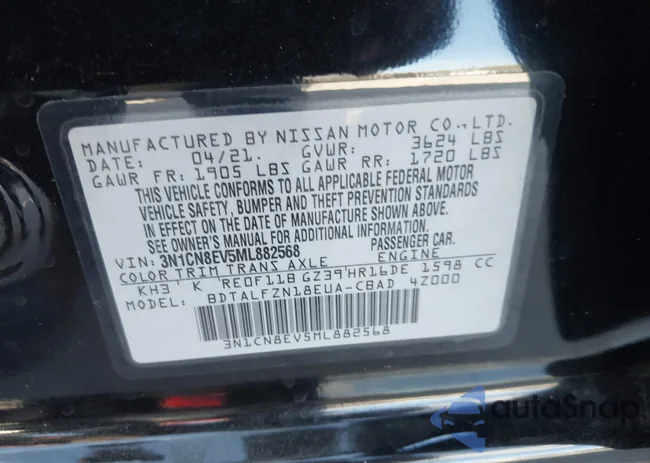 MANUFACTURED BY NISSAN MOTOR CO., LTD.
DATE: 04/21. GVWR: 3624 LBS
GAWR FR: 1905 LBS GAWR RR: 1720 LBS
THIS VEHICLE CONFORMS TO ALL APPLICABLE FEDERAL MOTOR
VEHICLE SAFETY, BUMPER AND THEFT PREVENTION STANDARDS
IN EFFECT ON THE DATE OF MANUFACTURE SHOWN ABOVE.
SEE OWNER'S MANUAL FOR ADDITIONAL INFORMATION.
VIN: 3N1CN8EV5ML882568 PASSENGER CAR.
COLOR TRIM TRANS AXLE ENGINE
KH3' K 'RE0F11B GZ39'HR16DE 1598 CC
BDTALFZN18EUA-CBAD 4Z000
3N1CN8EV5ML882568
autoSnap